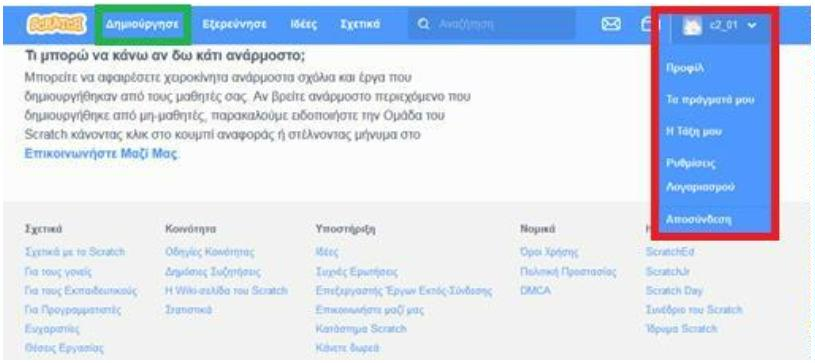 SCRATCH Δημιούργησε Εξερεύνησε Ιδέες Σχετικά Αναζήτηση c2_01
Τι μπορώ να κάνω αν δω κάτι ανάρμοστο;
Μπορείτε να αφαιρέσετε χειροκίνητα ανάρμοστα σχόλια και έργα που
δημιουργήθηκαν από τους μαθητές σας. Αν βρείτε ανάρμοστο περιεχόμενο που
δημιουργήθηκε από μη-μαθητές, παρακαλούμε ειδοποιήστε την Ομάδα του
Scratch κάνοντας κλικ στο κουμπί αναφοράς ή στέλνοντας μήνυμα στο
Επικοινωνήστε Μαζί Μας.
Προφίλ
Τα πράγματά μου
Η Τάξη μου
Ρυθμίσεις
Λογαριασμού
Αποσύνδεση
Σχετικά
Σχετικά με το Scratch
Για τους γονείς
Για τους Εκπαιδευτικούς
Για Προγραμματιστές
Ευχαριστίες
Θέσεις Εργασίας
Κοινότητα
Οδηγίες Κοινότητας
Δημόσιες Συζητήσεις
Η Wiki-σελίδα του Scratch
Στατιστικά
Υποστήριξη
Ιδέες
Συχνές Ερωτήσεις
Επεξεργαστής Έργων Εκτός-Σύνδεσης
Επικοινωνήστε μαζί μας
Κατάστημα Scratch
Κάνετε δωρεά
Νομικά
Όροι Χρήσης
Πολιτική Προστασίας
DMCA
ScratchEd
ScratchJr
Scratch Day
Συνέδριο του Scratch
Ίδρυμα Scratch